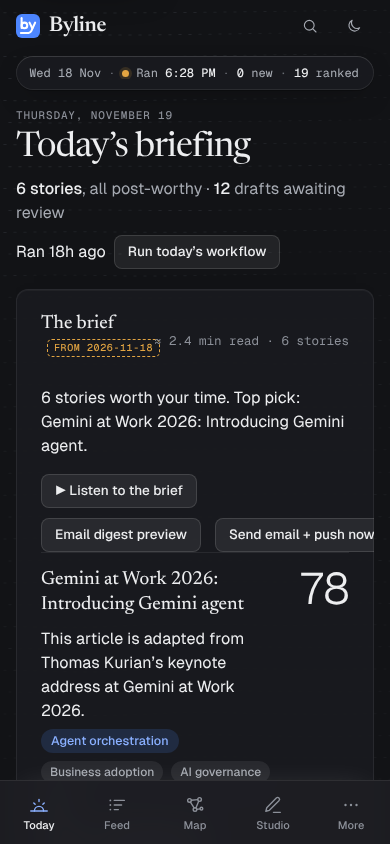 by Byline
Wed 18 Nov · Ran 6:28 PM · 0 new · 19 ranked
THURSDAY, NOVEMBER 19
Today's briefing
6 stories, all post-worthy · 12 drafts awaiting
review
Ran 18h ago Run today's workflow
The brief
FROM 2026-11-18 2.4 min read · 6 stories
6 stories worth your time. Top pick:
Gemini at Work 2026: Introducing Gemini
agent.
Listen to the brief
Email digest preview Send email + push now
Gemini at Work 2026: 78
Introducing Gemini agent
This article is adapted from
Thomas Kurian's keynote
address at Gemini at Work
2026.
Agent orchestration
Business adoption AI governance
Today Feed Map Studio More